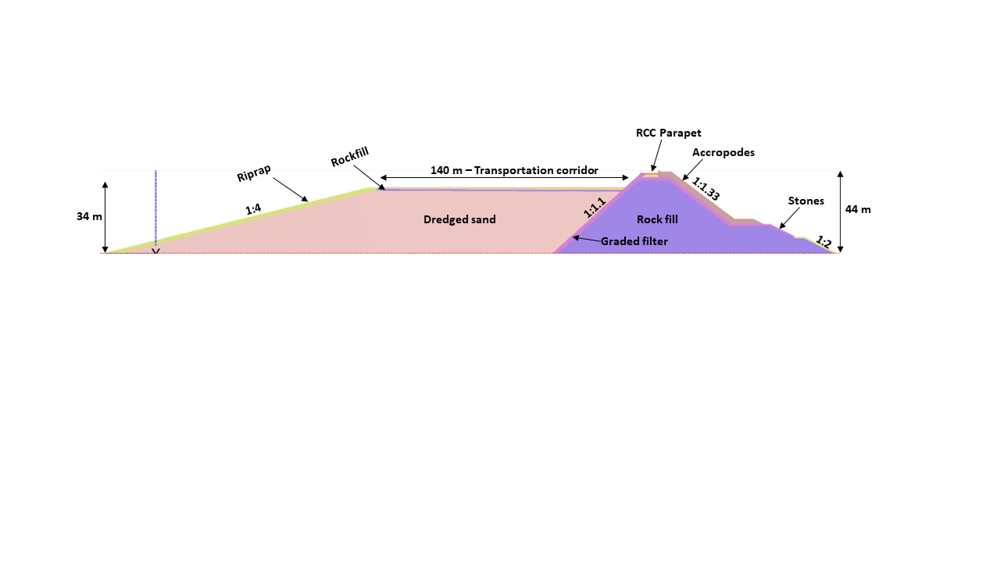 RCC Parapet
Accropodes
Rockfill
Riprap
140 m – Transportation corridor
1:1.33
Stones
1:4
1:1.1
34 m
44 m
Dredged sand
Rock fill
Graded filter
1:2